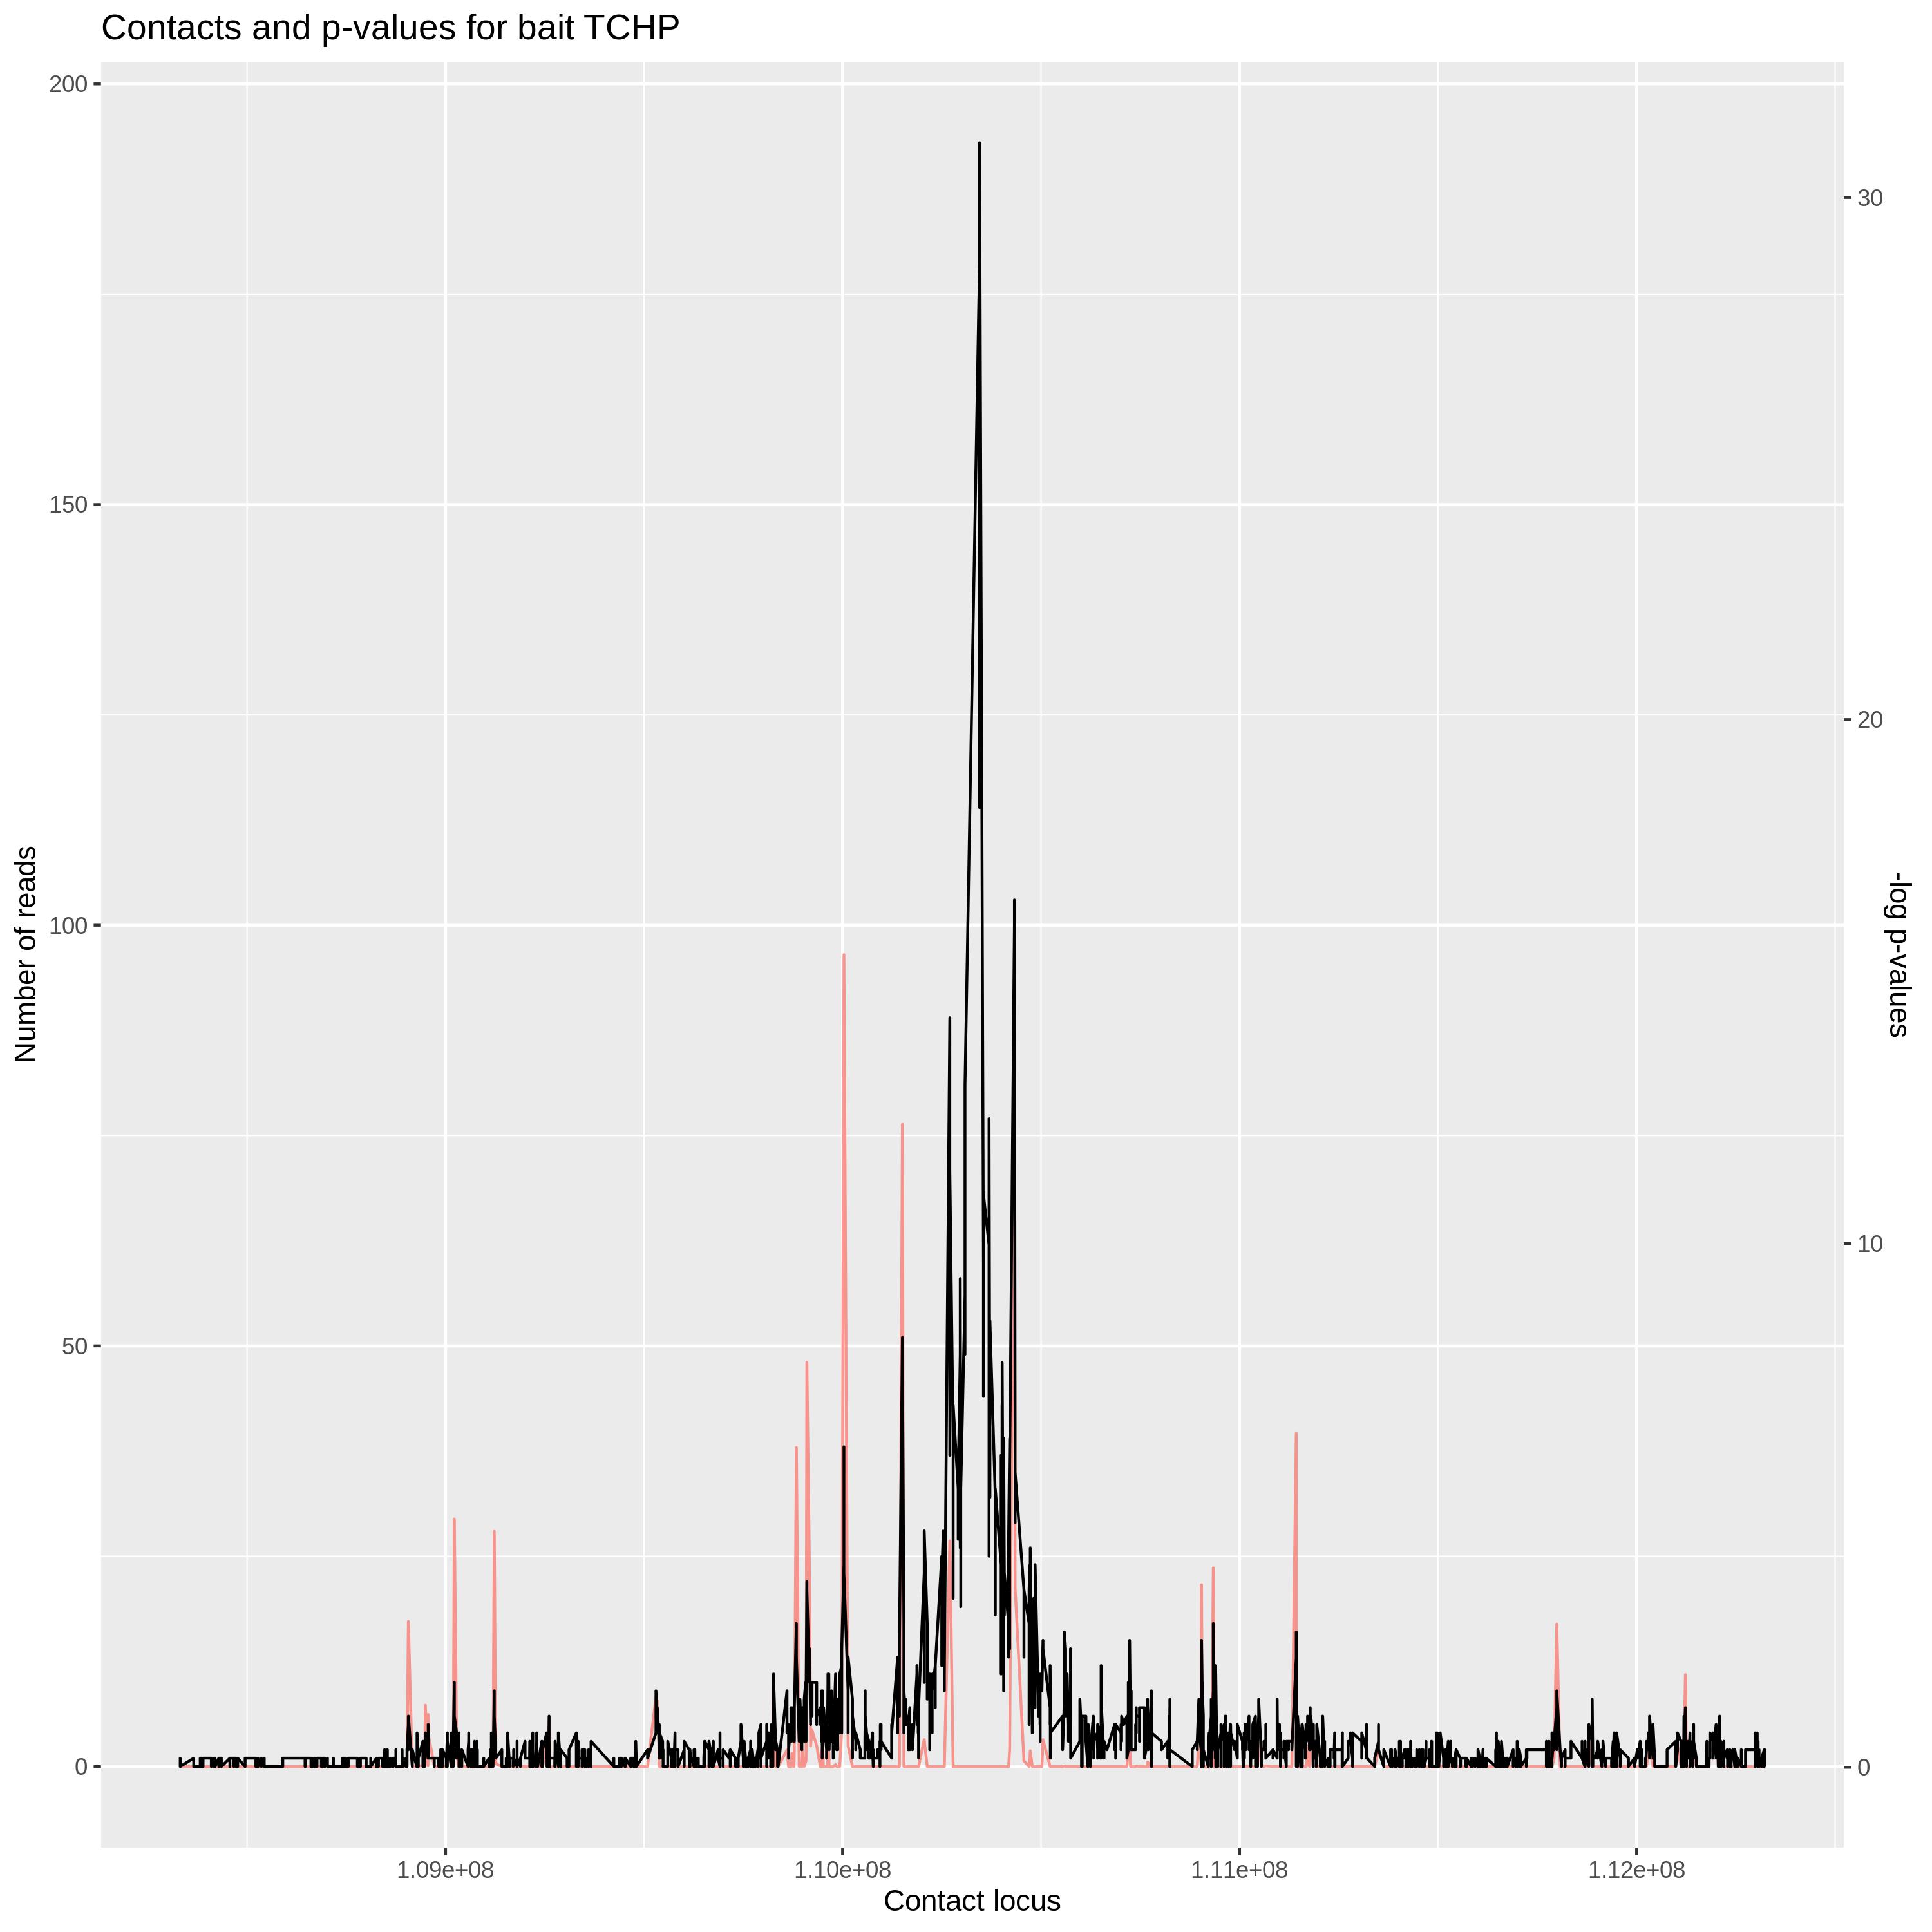 Contacts and p-values for bait TCHP
200
150
100
50
0
Number of reads
30
20
10
0
-log p-values
1.09e+08 1.10e+08 1.11e+08 1.12e+08
Contact locus